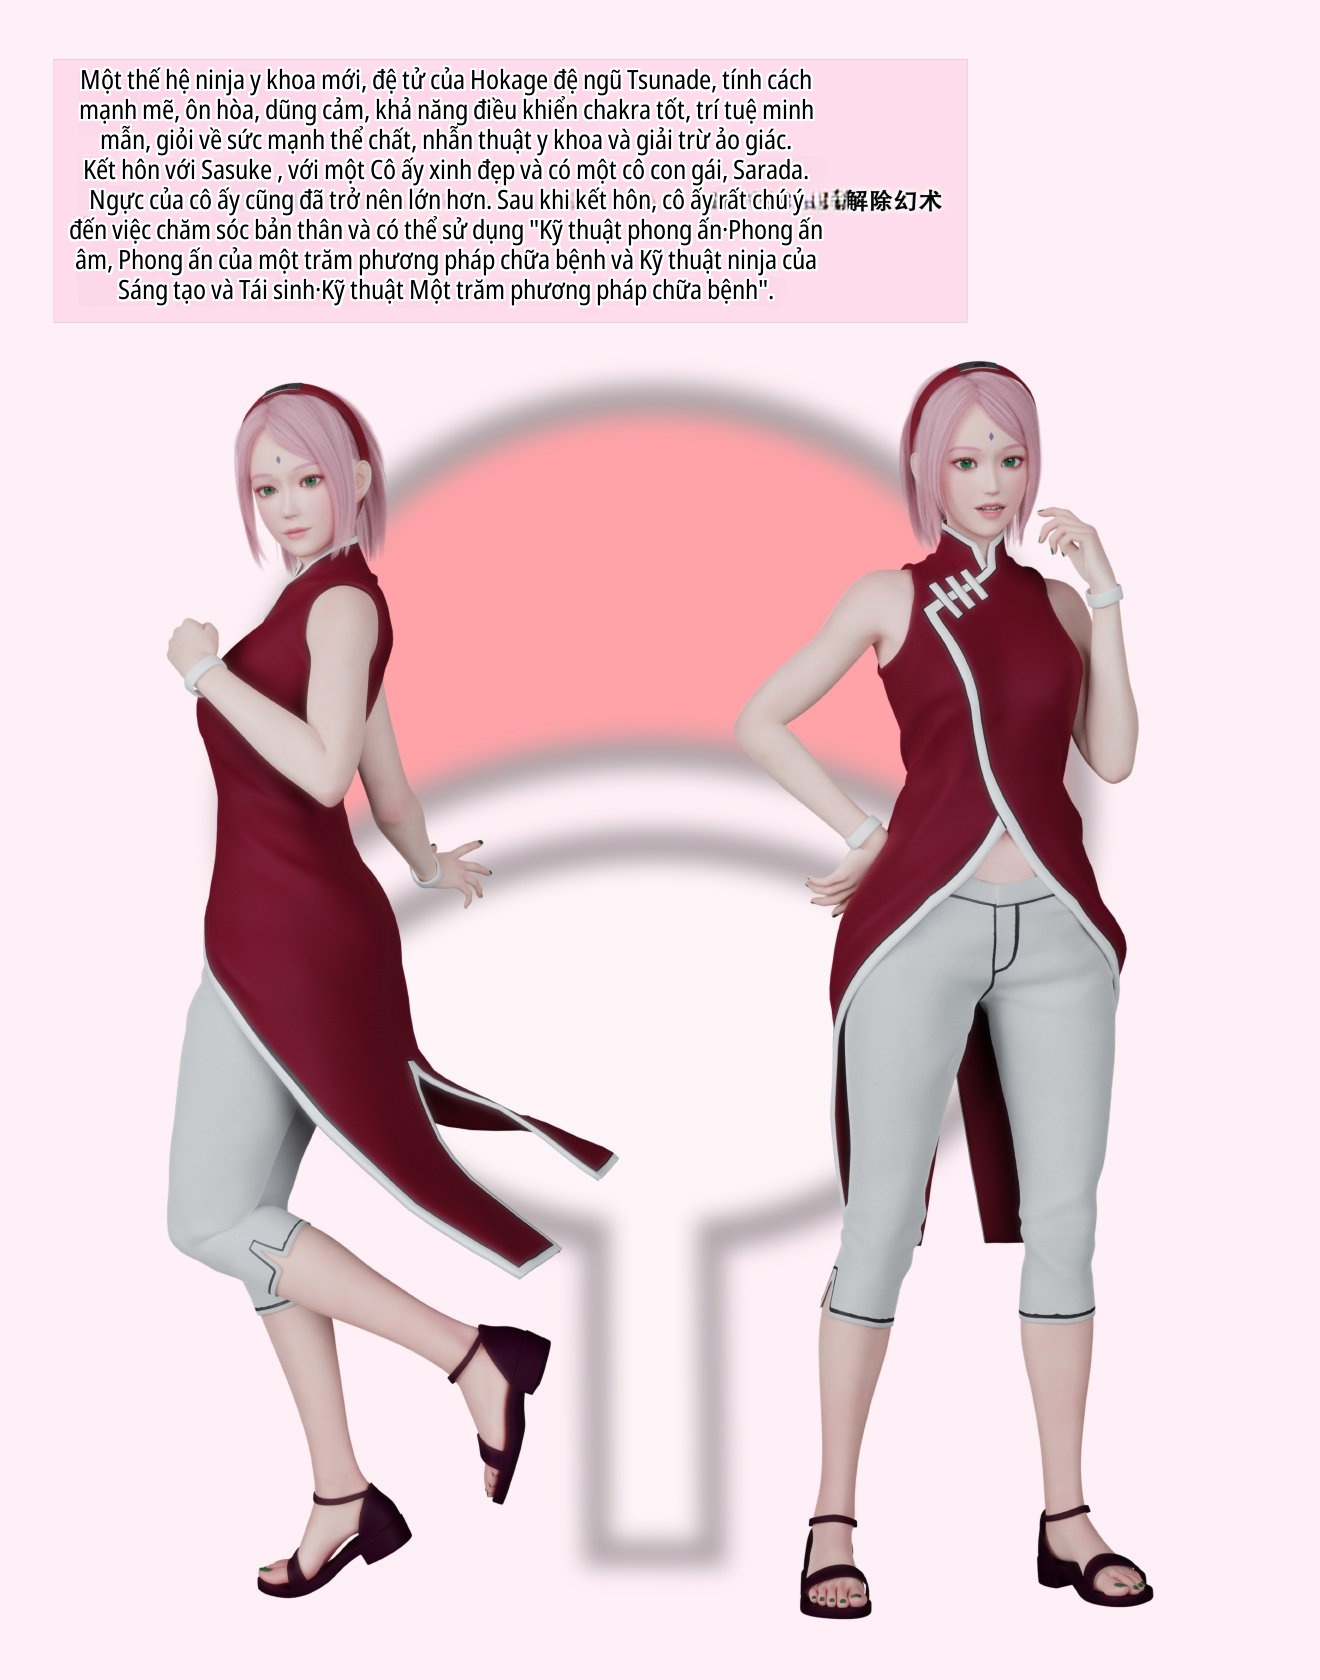 Một thế hệ ninja y khoa mới, đệ tử của Hokage đệ ngũ Tsunade, tính cách
mạnh mẽ, ôn hòa, dũng cảm, khả năng điều khiển chakra tốt, trí tuệ minh
mẫn, giỏi về sức mạnh thể chất, nhẫn thuật y khoa và giải trừ ảo giác.
Kết hôn với Sasuke , với một Cô ấy xinh đẹp và có một cô con gái, Sarada.
Ngực của cô ấy cũng đã trở nên lớn hơn. Sau khi kết hôn, cô ấy rất chú ý 解除幻术
đến việc chăm sóc bản thân và có thể sử dụng "Kỹ thuật phong ấn·Phong ấn
âm, Phong ấn của một trăm phương pháp chữa bệnh và Kỹ thuật ninja của
Sáng tạo và Tái sinh·Kỹ thuật Một trăm phương pháp chữa bệnh".